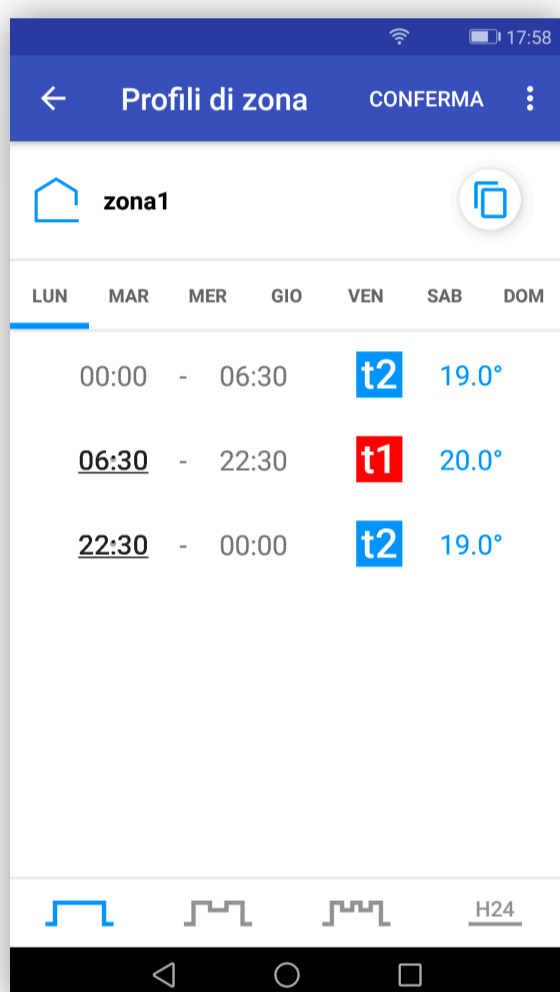 17:58
Profili di zona CONFERMA
zona1
LUN MAR MER GIO VEN SAB DOM
00:00 - 06:30 t2 19.0°
06:30 - 22:30 t1 20.0°
22:30 - 00:00 t2 19.0°
H24